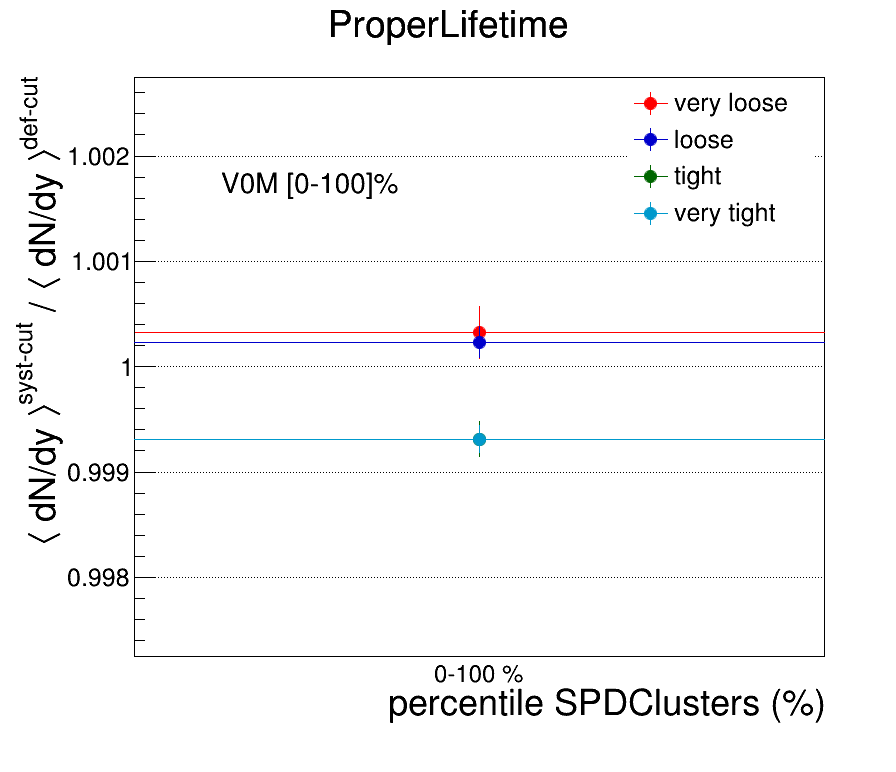 ProperLifetime
⟨ dN/dy ⟩^syst-cut / ⟨ dN/dy ⟩^def-cut
very loose
loose
tight
very tight
V0M [0-100]%
1.002
1.001
1
0.999
0.998
0-100 %
percentile SPDClusters (%)